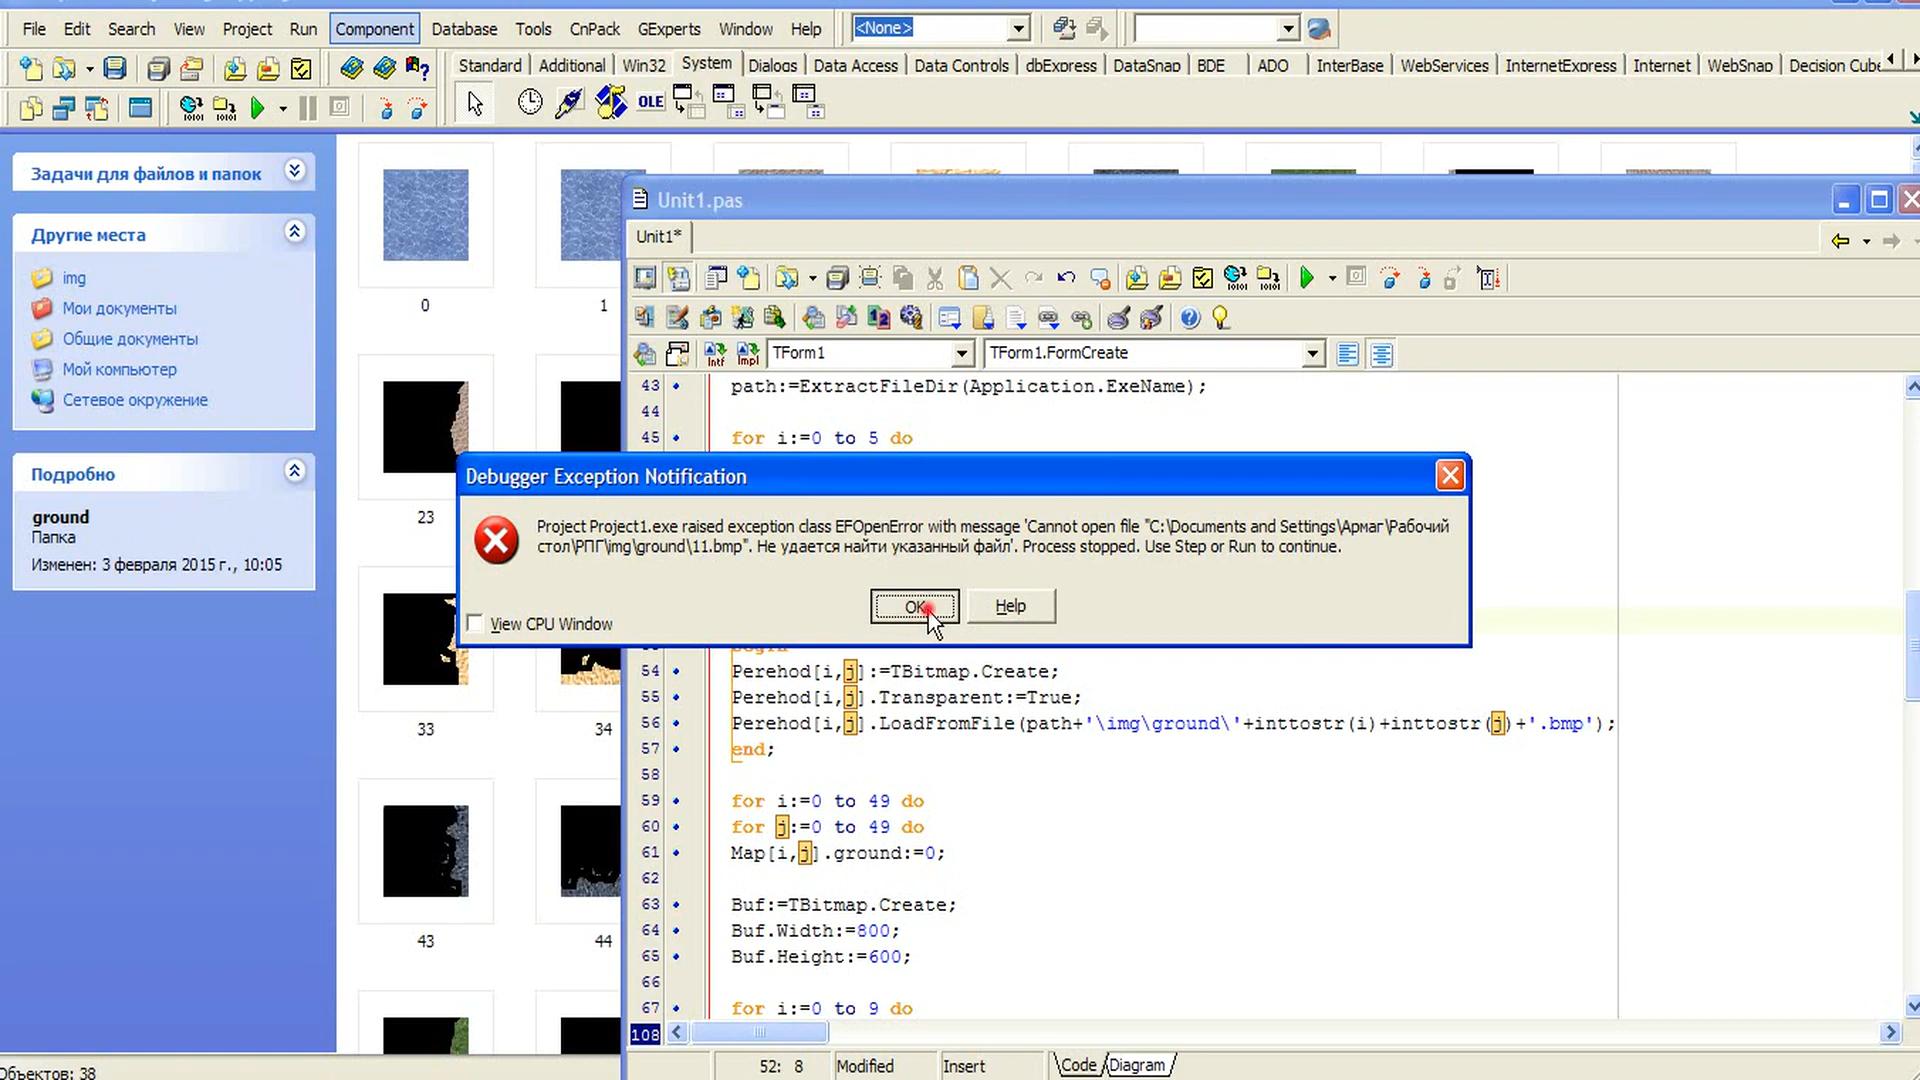 File Edit Search View Project Run Component Database Tools CnPack GExperts Window Help <None>
Standard Additional Win32 System Dialogs Data Access Data Controls dbExpress DataSnap BDE ADO InterBase WebServices InternetExpress Internet WebSnap Decision Cube
OLE
Задачи для файлов и папок
Другие места
img
Мои документы
Общие документы
Мой компьютер
Сетевое окружение
Подробно
ground
Папка
Изменен: 3 февраля 2015 г., 10:05
0
1
23
33
34
43
44
Объектов: 38
Unit1.pas
Unit1*
Intf Impl TForm1 TForm1.FormCreate
43 path:=ExtractFileDir(Application.ExeName);
44
45 for i:=0 to 5 do
Debugger Exception Notification
Project Project1.exe raised exception class EFOpenError with message 'Cannot open file "C:\Documents and Settings\Армаг\Рабочий
стол\РПГ\img\ground\11.bmp". Не удается найти указанный файл'. Process stopped. Use Step or Run to continue.
OK Help
View CPU Window
begin
54 Perehod[i,j]:=TBitmap.Create;
55 Perehod[i,j].Transparent:=True;
56 Perehod[i,j].LoadFromFile(path+'\img\ground\'+inttostr(i)+inttostr(j)+'.bmp');
57 end;
58
59 for i:=0 to 49 do
60 for j:=0 to 49 do
61 Map[i,j].ground:=0;
62
63 Buf:=TBitmap.Create;
64 Buf.Width:=800;
65 Buf.Height:=600;
66
67 for i:=0 to 9 do
108
52: 8 Modified Insert Code Diagram